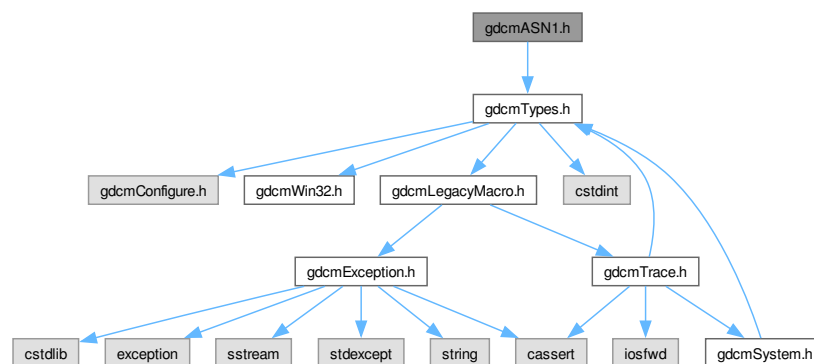 gdcmASN1.h
gdcmTypes.h
gdcmConfigure.h
gdcmWin32.h
gdcmLegacyMacro.h
cstdint
gdcmException.h
gdcmTrace.h
cstdlib
exception
sstream
stdexcept
string
cassert
iosfwd
gdcmSystem.h